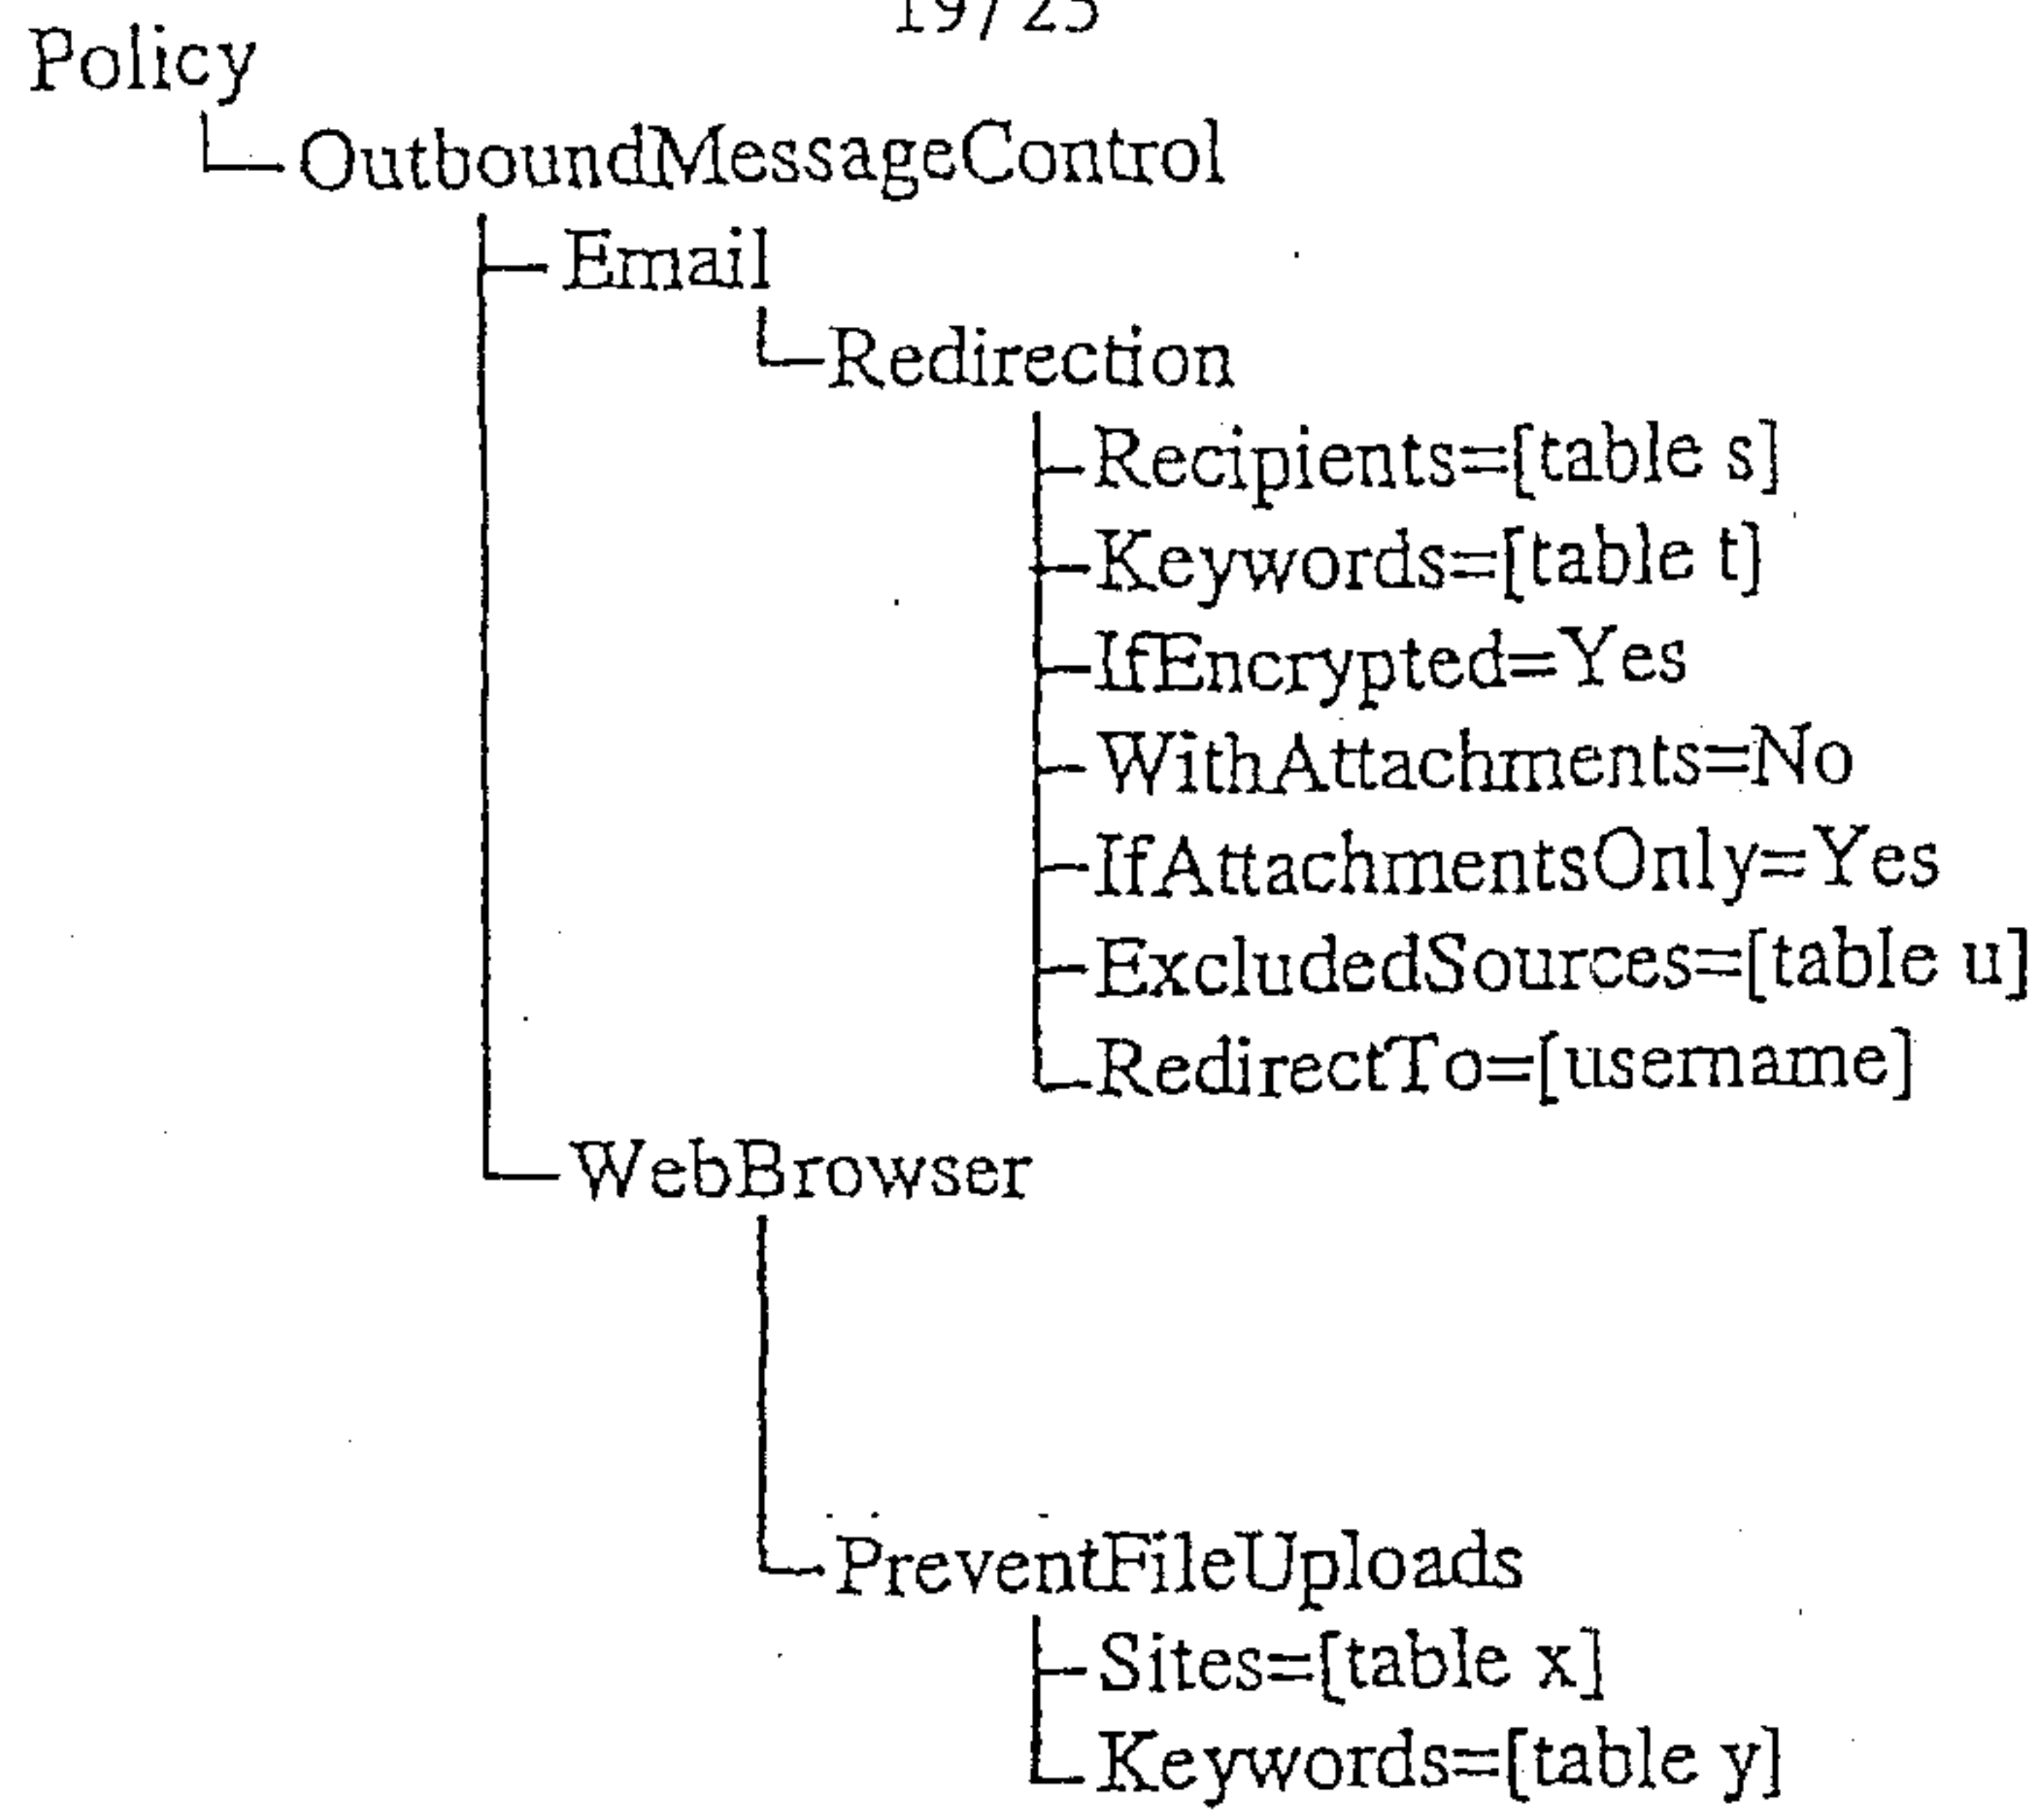 19/25
Policy
OutboundMessageControl
Email
Redirection
Recipients=[table s]
Keywords=[table t]
IfEncrypted=Yes
WithAttachments=No
IfAttachmentsOnly=Yes
ExcludedSources=[table u]
RedirectTo=[username]
WebBrowser
PreventFileUploads
Sites=[table x]
Keywords=[table y]